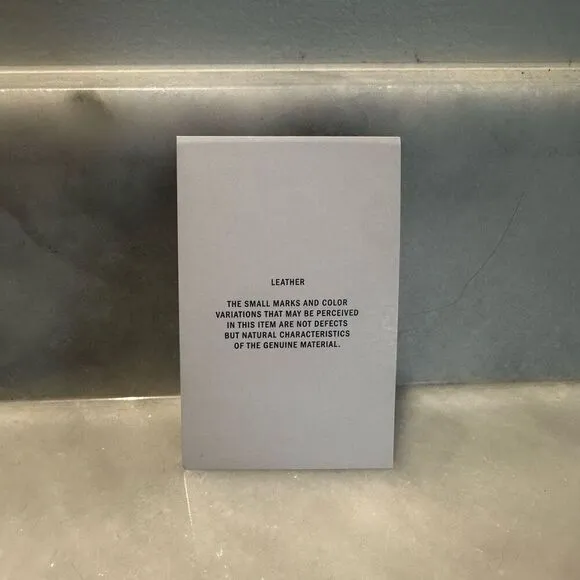 LEATHER
THE SMALL MARKS AND COLOR
VARIATIONS THAT MAY BE PERCEIVED
IN THIS ITEM ARE NOT DEFECTS
BUT NATURAL CHARACTERISTICS
OF THE GENUINE MATERIAL.